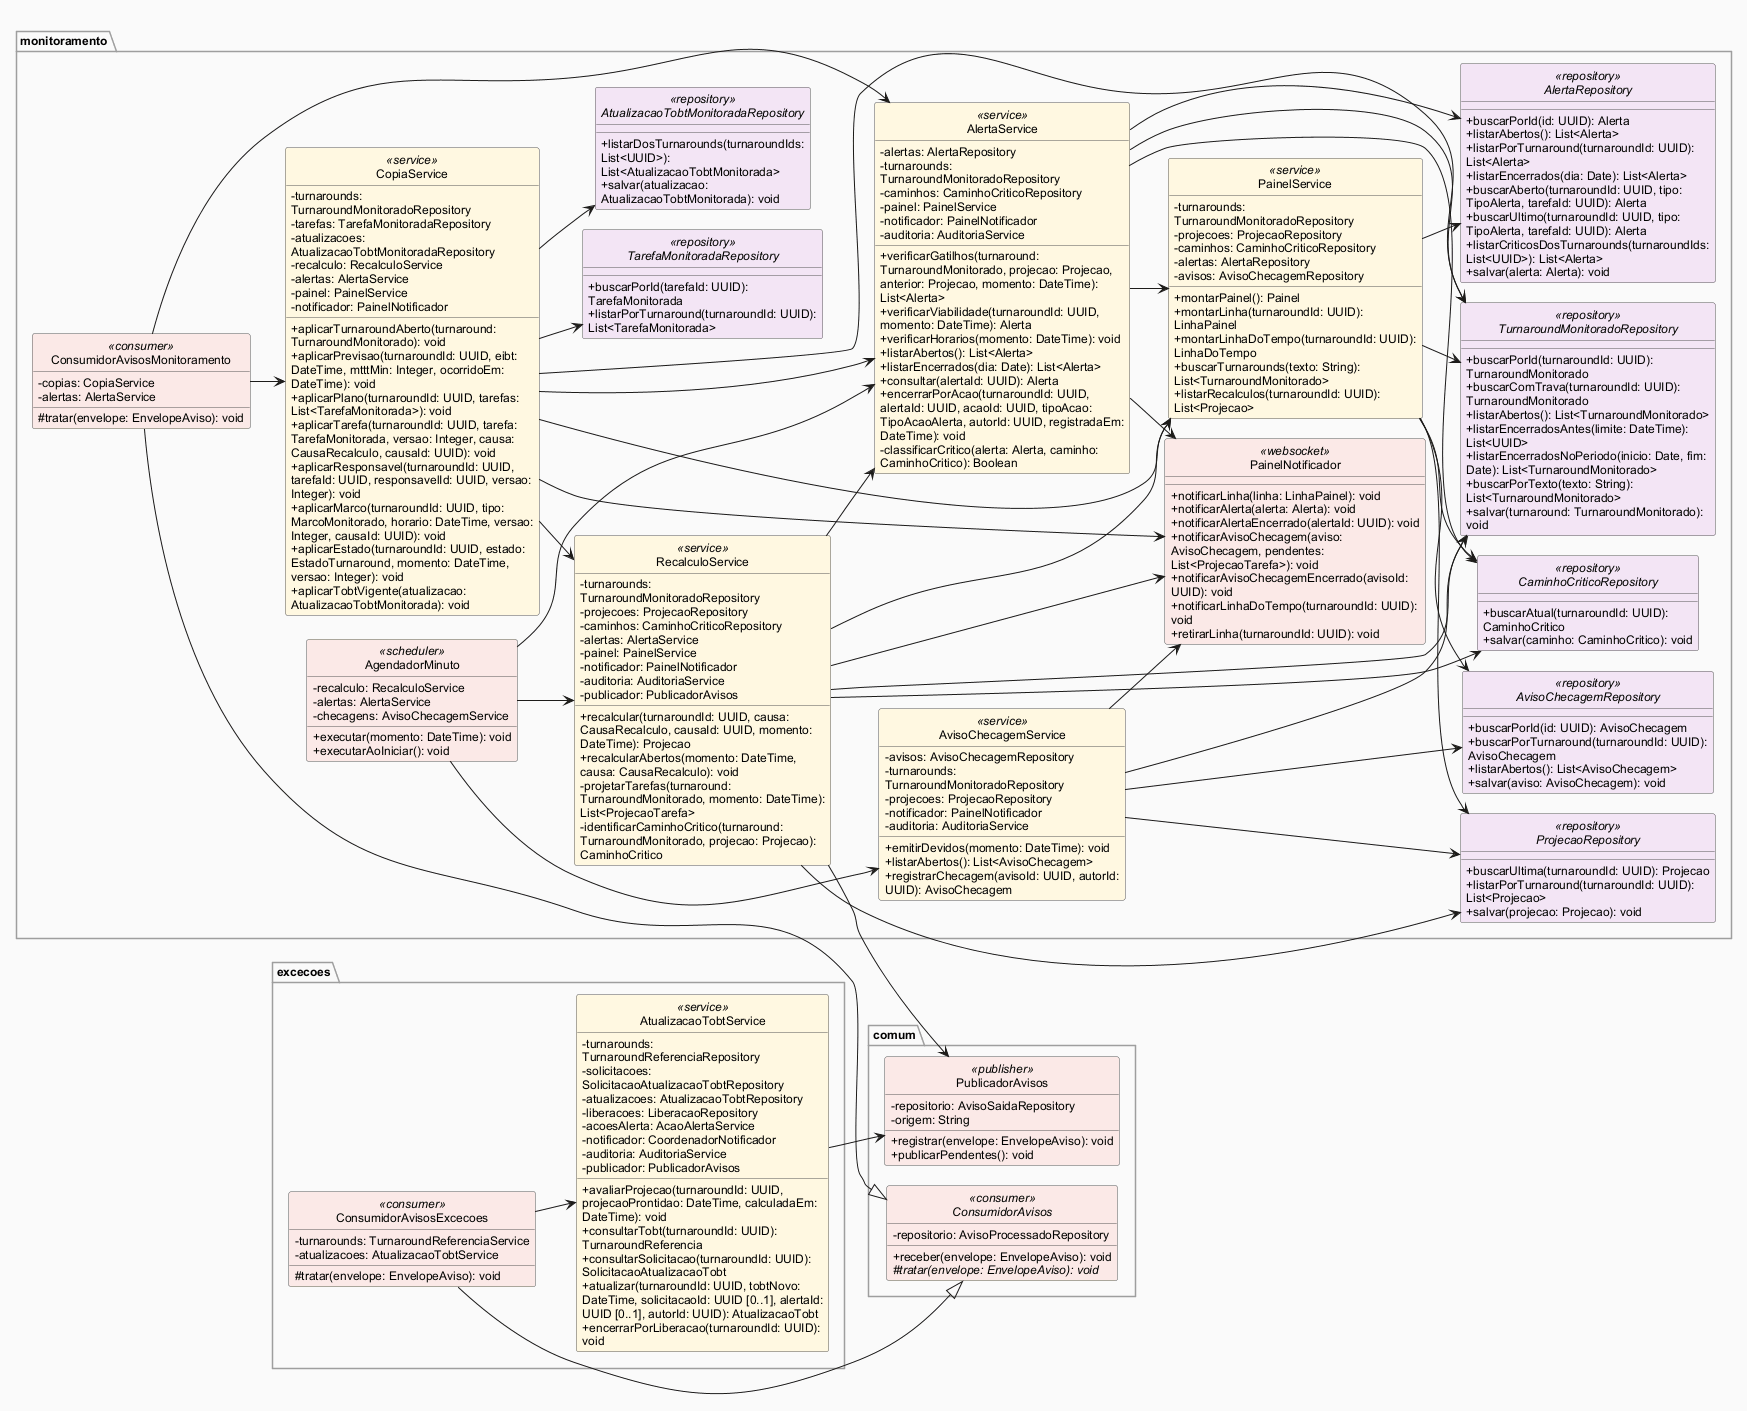 monitoramento
«consumer»
ConsumidorAvisosMonitoramento
-copias: CopiaService
-alertas: AlertaService
#tratar(envelope: EnvelopeAviso): void
«service»
CopiaService
-turnarounds:
TurnaroundMonitoradoRepository
-tarefas: TarefaMonitoradaRepository
-atualizacoes:
AtualizacaoTobtMonitoradaRepository
-recalculo: RecalculoService
-alertas: AlertaService
-painel: PainelService
-notificador: PainelNotificador
+aplicarTurnaroundAberto(turnaround:
TurnaroundMonitorado): void
+aplicarPrevisao(turnaroundId: UUID, eibt:
DateTime, mtttMin: Integer, ocorridoEm:
DateTime): void
+aplicarPlano(turnaroundId: UUID, tarefas:
List<TarefaMonitorada>): void
+aplicarTarefa(turnaroundId: UUID, tarefa:
TarefaMonitorada, versao: Integer, causa:
CausaRecalculo, causaId: UUID): void
+aplicarResponsavel(turnaroundId: UUID,
tarefaId: UUID, responsavelId: UUID, versao:
Integer): void
+aplicarMarco(turnaroundId: UUID, tipo:
MarcoMonitorado, horario: DateTime, versao:
Integer, causaId: UUID): void
+aplicarEstado(turnaroundId: UUID, estado:
EstadoTurnaround, momento: DateTime,
versao: Integer): void
+aplicarTobtVigente(atualizacao:
AtualizacaoTobtMonitorada): void
«scheduler»
AgendadorMinuto
-recalculo: RecalculoService
-alertas: AlertaService
-checagens: AvisoChecagemService
+executar(momento: DateTime): void
+executarAoIniciar(): void
«repository»
AtualizacaoTobtMonitoradaRepository
+listarDosTurnarounds(turnaroundIds:
List<UUID>):
List<AtualizacaoTobtMonitorada>
+salvar(atualizacao:
AtualizacaoTobtMonitorada): void
«repository»
TarefaMonitoradaRepository
+buscarPorId(tarefaId: UUID):
TarefaMonitorada
+listarPorTurnaround(turnaroundId: UUID):
List<TarefaMonitorada>
«service»
RecalculoService
-turnarounds:
TurnaroundMonitoradoRepository
-projecoes: ProjecaoRepository
-caminhos: CaminhoCriticoRepository
-alertas: AlertaService
-painel: PainelService
-notificador: PainelNotificador
-auditoria: AuditoriaService
-publicador: PublicadorAvisos
+recalcular(turnaroundId: UUID, causa:
CausaRecalculo, causaId: UUID, momento:
DateTime): Projecao
+recalcularAbertos(momento: DateTime,
causa: CausaRecalculo): void
-projetarTarefas(turnaround:
TurnaroundMonitorado, momento: DateTime):
List<ProjecaoTarefa>
-identificarCaminhoCritico(turnaround:
TurnaroundMonitorado, projecao: Projecao):
CaminhoCritico
«service»
AlertaService
-alertas: AlertaRepository
-turnarounds:
TurnaroundMonitoradoRepository
-caminhos: CaminhoCriticoRepository
-painel: PainelService
-notificador: PainelNotificador
-auditoria: AuditoriaService
+verificarGatilhos(turnaround:
TurnaroundMonitorado, projecao: Projecao,
anterior: Projecao, momento: DateTime):
List<Alerta>
+verificarViabilidade(turnaroundId: UUID,
momento: DateTime): Alerta
+verificarHorarios(momento: DateTime): void
+listarAbertos(): List<Alerta>
+listarEncerrados(dia: Date): List<Alerta>
+consultar(alertaId: UUID): Alerta
+encerrarPorAcao(turnaroundId: UUID,
alertaId: UUID, acaoId: UUID, tipoAcao:
TipoAcaoAlerta, autorId: UUID, registradaEm:
DateTime): void
-classificarCritico(alerta: Alerta, caminho:
CaminhoCritico): Boolean
«service»
AvisoChecagemService
-avisos: AvisoChecagemRepository
-turnarounds:
TurnaroundMonitoradoRepository
-projecoes: ProjecaoRepository
-notificador: PainelNotificador
-auditoria: AuditoriaService
+emitirDevidos(momento: DateTime): void
+listarAbertos(): List<AvisoChecagem>
+registrarChecagem(avisoId: UUID, autorId:
UUID): AvisoChecagem
«service»
PainelService
-turnarounds:
TurnaroundMonitoradoRepository
-projecoes: ProjecaoRepository
-caminhos: CaminhoCriticoRepository
-alertas: AlertaRepository
-avisos: AvisoChecagemRepository
+montarPainel(): Painel
+montarLinha(turnaroundId: UUID):
LinhaPainel
+montarLinhaDoTempo(turnaroundId: UUID):
LinhaDoTempo
+buscarTurnarounds(texto: String):
List<TurnaroundMonitorado>
+listarRecalculos(turnaroundId: UUID):
List<Projecao>
«websocket»
PainelNotificador
+notificarLinha(linha: LinhaPainel): void
+notificarAlerta(alerta: Alerta): void
+notificarAlertaEncerrado(alertaId: UUID): void
+notificarAvisoChecagem(aviso:
AvisoChecagem, pendentes:
List<ProjecaoTarefa>): void
+notificarAvisoChecagemEncerrado(avisoId:
UUID): void
+notificarLinhaDoTempo(turnaroundId: UUID):
void
+retirarLinha(turnaroundId: UUID): void
«repository»
AlertaRepository
+buscarPorId(id: UUID): Alerta
+listarAbertos(): List<Alerta>
+listarPorTurnaround(turnaroundId: UUID):
List<Alerta>
+listarEncerrados(dia: Date): List<Alerta>
+buscarAberto(turnaroundId: UUID, tipo:
TipoAlerta, tarefaId: UUID): Alerta
+buscarUltimo(turnaroundId: UUID, tipo:
TipoAlerta, tarefaId: UUID): Alerta
+listarCriticosDosTurnarounds(turnaroundIds:
List<UUID>): List<Alerta>
+salvar(alerta: Alerta): void
«repository»
TurnaroundMonitoradoRepository
+buscarPorId(turnaroundId: UUID):
TurnaroundMonitorado
+buscarComTrava(turnaroundId: UUID):
TurnaroundMonitorado
+listarAbertos(): List<TurnaroundMonitorado>
+listarEncerradosAntes(limite: DateTime):
List<UUID>
+listarEncerradosNoPeriodo(inicio: Date, fim:
Date): List<TurnaroundMonitorado>
+buscarPorTexto(texto: String):
List<TurnaroundMonitorado>
+salvar(turnaround: TurnaroundMonitorado):
void
«repository»
CaminhoCriticoRepository
+buscarAtual(turnaroundId: UUID):
CaminhoCritico
+salvar(caminho: CaminhoCritico): void
«repository»
AvisoChecagemRepository
+buscarPorId(id: UUID): AvisoChecagem
+buscarPorTurnaround(turnaroundId: UUID):
AvisoChecagem
+listarAbertos(): List<AvisoChecagem>
+salvar(aviso: AvisoChecagem): void
«repository»
ProjecaoRepository
+buscarUltima(turnaroundId: UUID): Projecao
+listarPorTurnaround(turnaroundId: UUID):
List<Projecao>
+salvar(projecao: Projecao): void
excecoes
«consumer»
ConsumidorAvisosExcecoes
-turnarounds: TurnaroundReferenciaService
-atualizacoes: AtualizacaoTobtService
#tratar(envelope: EnvelopeAviso): void
«service»
AtualizacaoTobtService
-turnarounds:
TurnaroundReferenciaRepository
-solicitacoes:
SolicitacaoAtualizacaoTobtRepository
-atualizacoes: AtualizacaoTobtRepository
-liberacoes: LiberacaoRepository
-acoesAlerta: AcaoAlertaService
-notificador: CoordenadorNotificador
-auditoria: AuditoriaService
-publicador: PublicadorAvisos
+avaliarProjecao(turnaroundId: UUID,
projecaoProntidao: DateTime, calculadaEm:
DateTime): void
+consultarTobt(turnaroundId: UUID):
TurnaroundReferencia
+consultarSolicitacao(turnaroundId: UUID):
SolicitacaoAtualizacaoTobt
+atualizar(turnaroundId: UUID, tobtNovo:
DateTime, solicitacaoId: UUID [0..1], alertaId:
UUID [0..1], autorId: UUID): AtualizacaoTobt
+encerrarPorLiberacao(turnaroundId: UUID):
void
comum
«publisher»
PublicadorAvisos
-repositorio: AvisoSaidaRepository
-origem: String
+registrar(envelope: EnvelopeAviso): void
+publicarPendentes(): void
«consumer»
ConsumidorAvisos
-repositorio: AvisoProcessadoRepository
+receber(envelope: EnvelopeAviso): void
#tratar(envelope: EnvelopeAviso): void